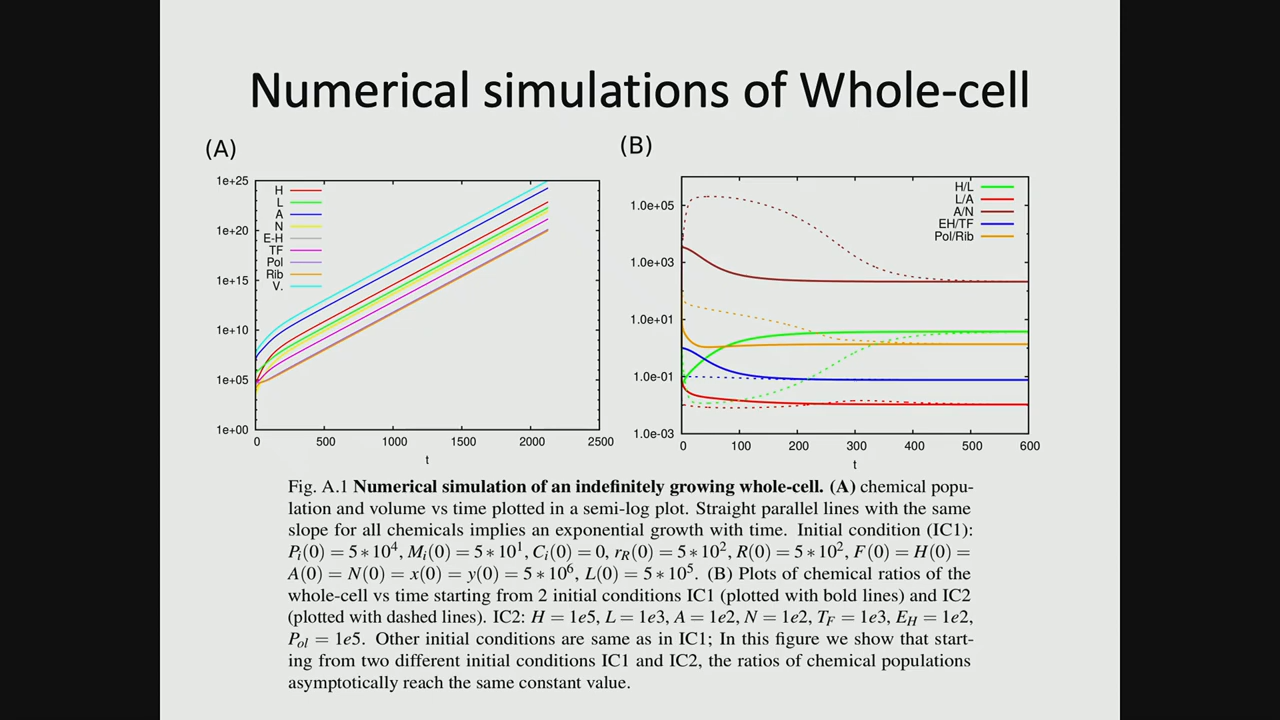 Numerical simulations of Whole-cell
(A)
(B)
1e+25
1e+20
1e+15
1e+10
1e+05
1e+00
H
L
A
N
E-H
TF
Pol
Rib
V.
0 500 1000 1500 2000 2500
t
1.0e+05
1.0e+03
1.0e+01
1.0e-01
1.0e-03
H/L
L/A
A/N
EH/TF
Pol/Rib
0 100 200 300 400 500 600
t
Fig. A.1 Numerical simulation of an indefinitely growing whole-cell. (A) chemical popu-
lation and volume vs time plotted in a semi-log plot. Straight parallel lines with the same
slope for all chemicals implies an exponential growth with time. Initial condition (IC1):
P_i(0) = 5 ∗ 10^4, M_i(0) = 5 ∗ 10^1, C_i(0) = 0, r_R(0) = 5 ∗ 10^2, R(0) = 5 ∗ 10^2, F(0) = H(0) =
A(0) = N(0) = x(0) = y(0) = 5 ∗ 10^6, L(0) = 5 ∗ 10^5. (B) Plots of chemical ratios of the
whole-cell vs time starting from 2 initial conditions IC1 (plotted with bold lines) and IC2
(plotted with dashed lines). IC2: H = 1e5, L = 1e3, A = 1e2, N = 1e2, T_F = 1e3, E_H = 1e2,
P_ol = 1e5. Other initial conditions are same as in IC1; In this figure we show that start-
ing from two different initial conditions IC1 and IC2, the ratios of chemical populations
asymptotically reach the same constant value.